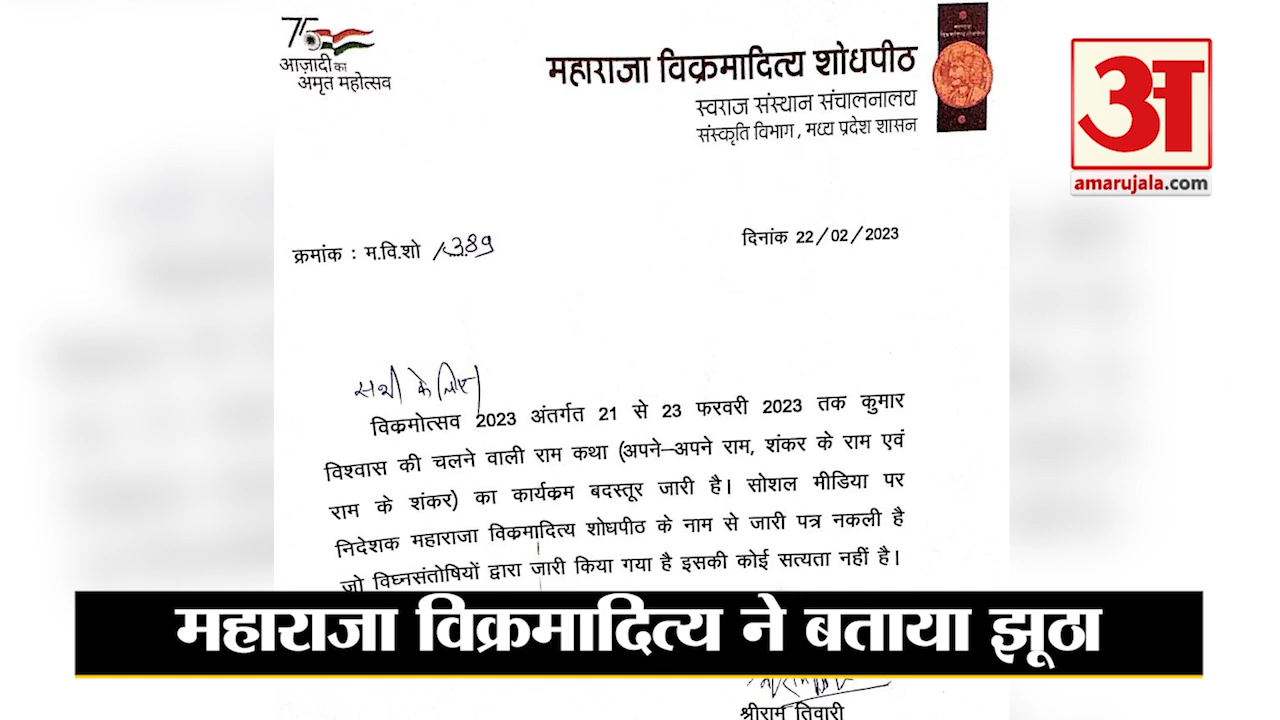 75
आज़ादी का
अमृत महोत्सव
महाराजा विक्रमादित्य शोधपीठ
स्वराज संस्थान संचालनालय
संस्कृति विभाग, मध्य प्रदेश शासन
अ
amarujala.com
क्रमांक : म.वि.शो /389
दिनांक 22/02/2023
सभी के लिए
विक्रमोत्सव 2023 अंतर्गत 21 से 23 फरवरी 2023 तक कुमार
विश्वास की चलने वाली राम कथा (अपने–अपने राम, शंकर के राम एवं
राम के शंकर) का कार्यक्रम बदस्तूर जारी है। सोशल मीडिया पर
निदेशक महाराजा विक्रमादित्य शोधपीठ के नाम से जारी पत्र नकली है
जो विघ्नसंतोषियों द्वारा जारी किया गया है इसकी कोई सत्यता नहीं है।
महाराजा विक्रमादित्य ने बताया झूठा
श्रीराम तिवारी